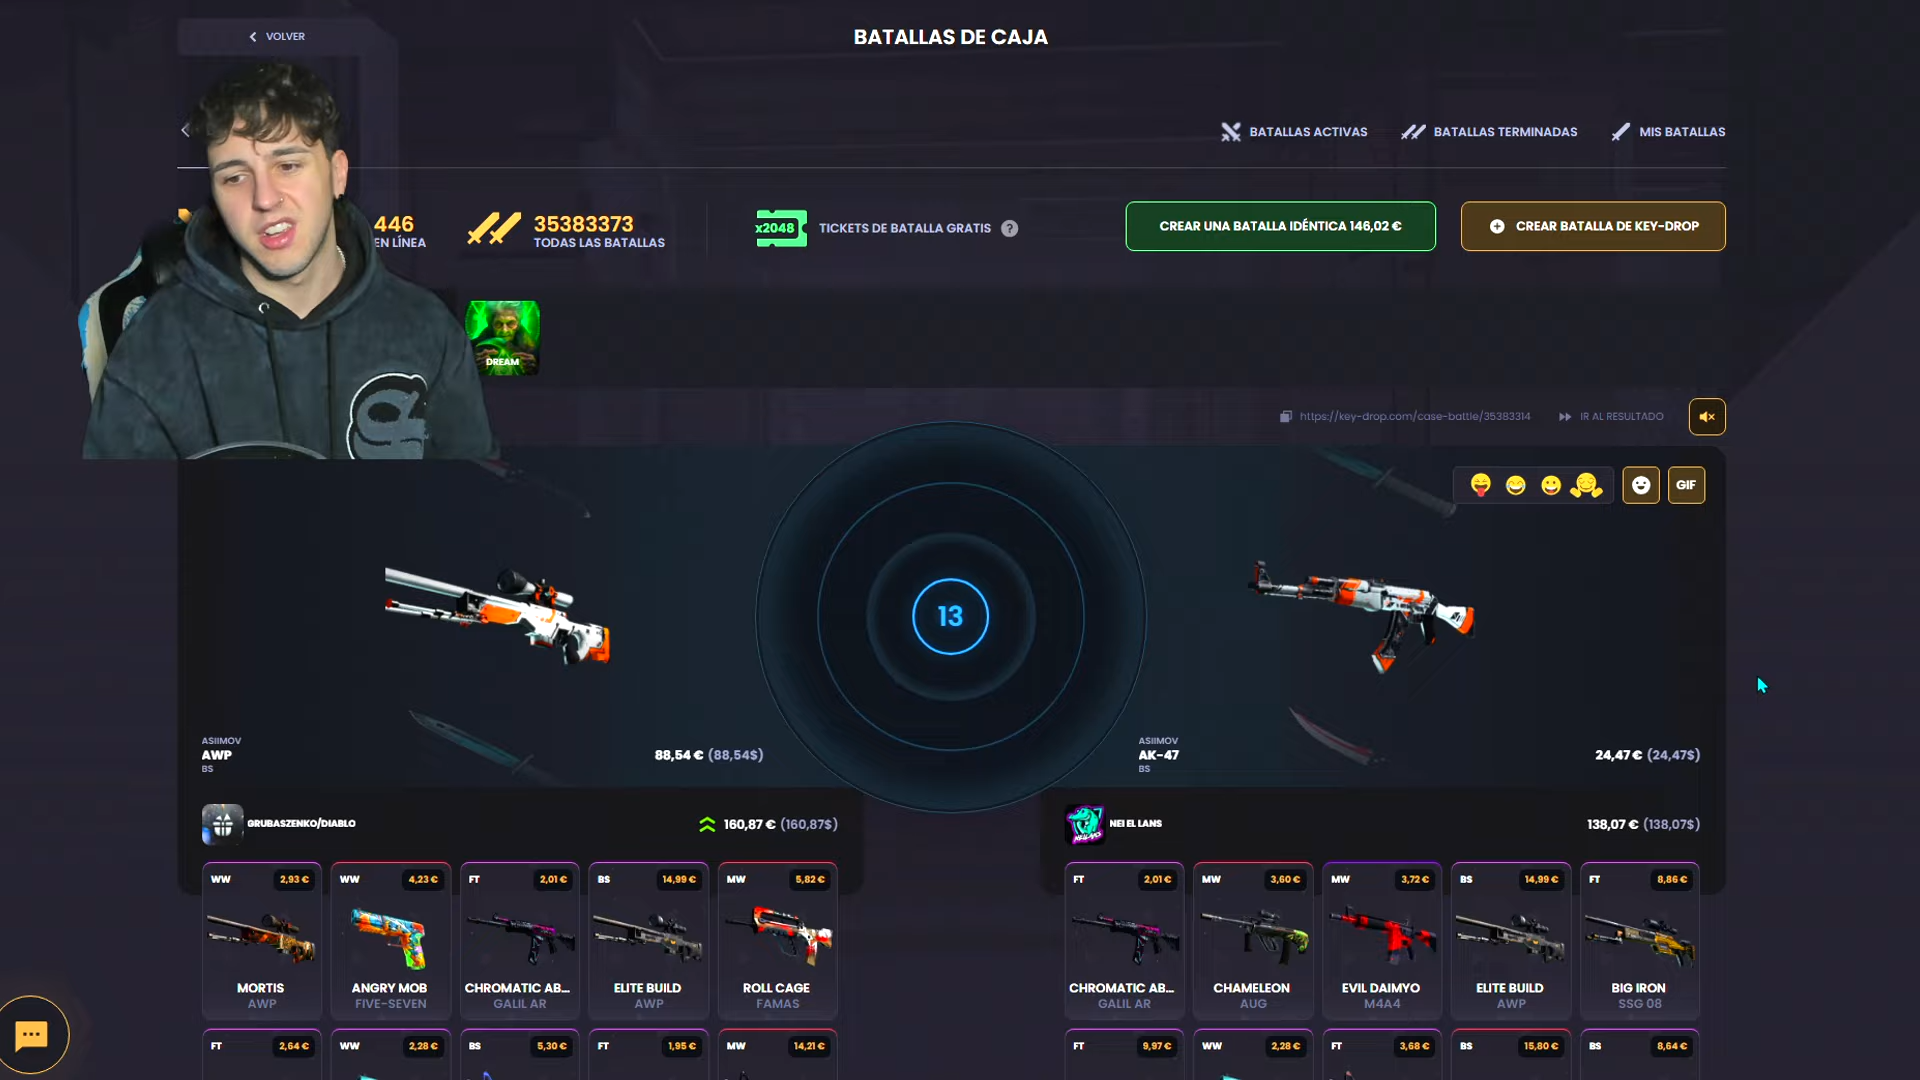 VOLVER
BATALLAS DE CAJA
BATALLAS ACTIVAS
BATALLAS TERMINADAS
MIS BATALLAS
446
EN LÍNEA
35383373
TODAS LAS BATALLAS
x2048
TICKETS DE BATALLA GRATIS
?
CREAR UNA BATALLA IDÉNTICA 146,02 €
CREAR BATALLA DE KEY-DROP
DREAM
https://key-drop.com/case-battle/35383314
IR AL RESULTADO
GIF
13
ASIIMOV
AWP
BS
88,54 € (88,54$)
ASIIMOV
AK-47
BS
24,47 € (24,47$)
GRUBASZENKO/DIABLO
160,87 € (160,87$)
NEI EL LANS
138,07 € (138,07$)
WW 2,93 €
MORTIS
AWP
WW 4,23 €
ANGRY MOB
FIVE-SEVEN
FT 2,01 €
CHROMATIC AB...
GALIL AR
BS 14,99 €
ELITE BUILD
AWP
MW 5,82 €
ROLL CAGE
FAMAS
FT 2,01 €
CHROMATIC AB...
GALIL AR
MW 3,60 €
CHAMELEON
AUG
MW 3,72 €
EVIL DAIMYO
M4A4
BS 14,99 €
ELITE BUILD
AWP
FT 8,86 €
BIG IRON
SSG 08
FT 2,64 €
WW 2,28 €
BS 5,30 €
FT 1,95 €
MW 14,21 €
FT 9,97 €
WW 2,28 €
FT 3,68 €
BS 15,80 €
BS 8,64 €